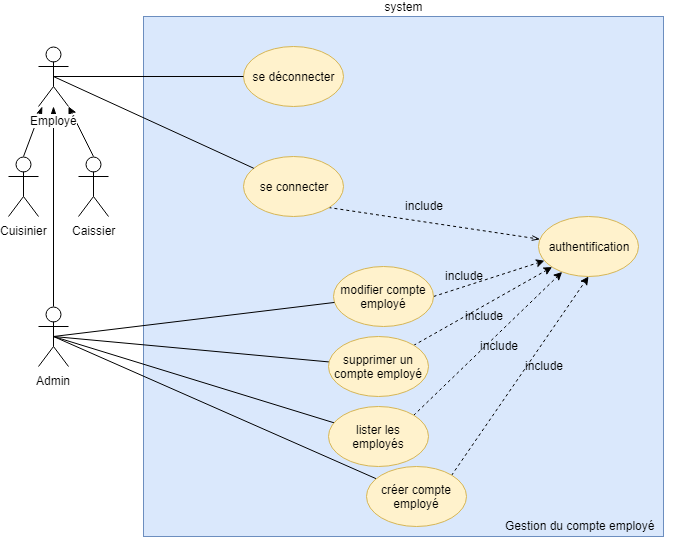 system
se déconnecter
Employé
se connecter
Cuisinier
Caissier
include
authentification
modifier compte
employé
include
supprimer un
compte employé
include
include
Admin
include
lister les
employés
créer compte
employé
Gestion du compte employé